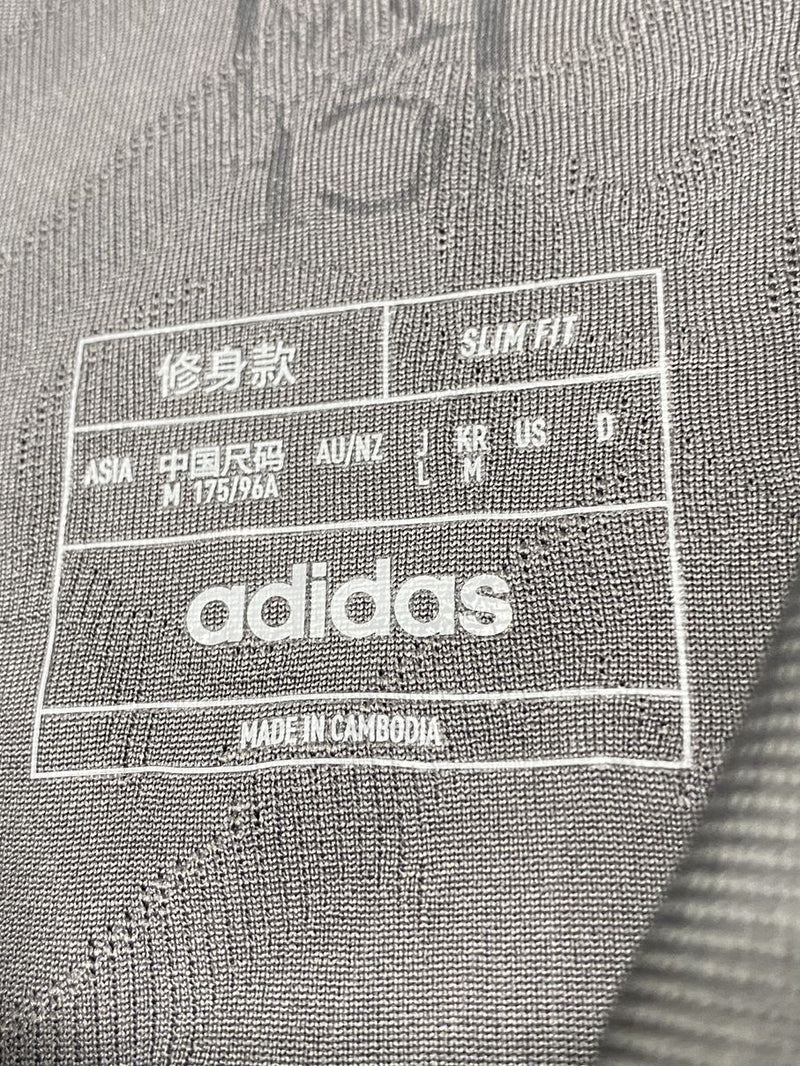 修身款 SLIM FIT
ASIA 中国尺码 AU/NZ J KR US D
M 175/96A L M
adidas
MADE IN CAMBODIA